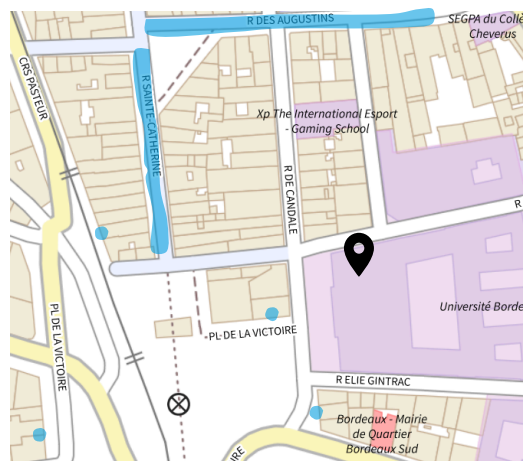 R DES AUGUSTINS
SEGPA du Collè
Cheverus
CRS PASTEUR
R SAINTE-CATHERINE
Xp The International Esport
- Gaming School
R DE CANDALE
R
Université Borde
PL DE LA VICTOIRE
PL DE LA VICTOIRE
R ELIE GINTRAC
Bordeaux - Mairie
de Quartier
Bordeaux Sud
IRE